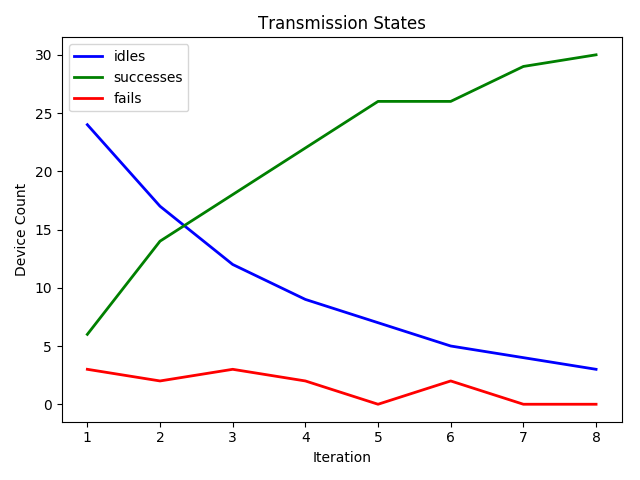 Transmission States
idles
successes
fails
Device Count
30
25
20
15
10
5
0
1 2 3 4 5 6 7 8
Iteration